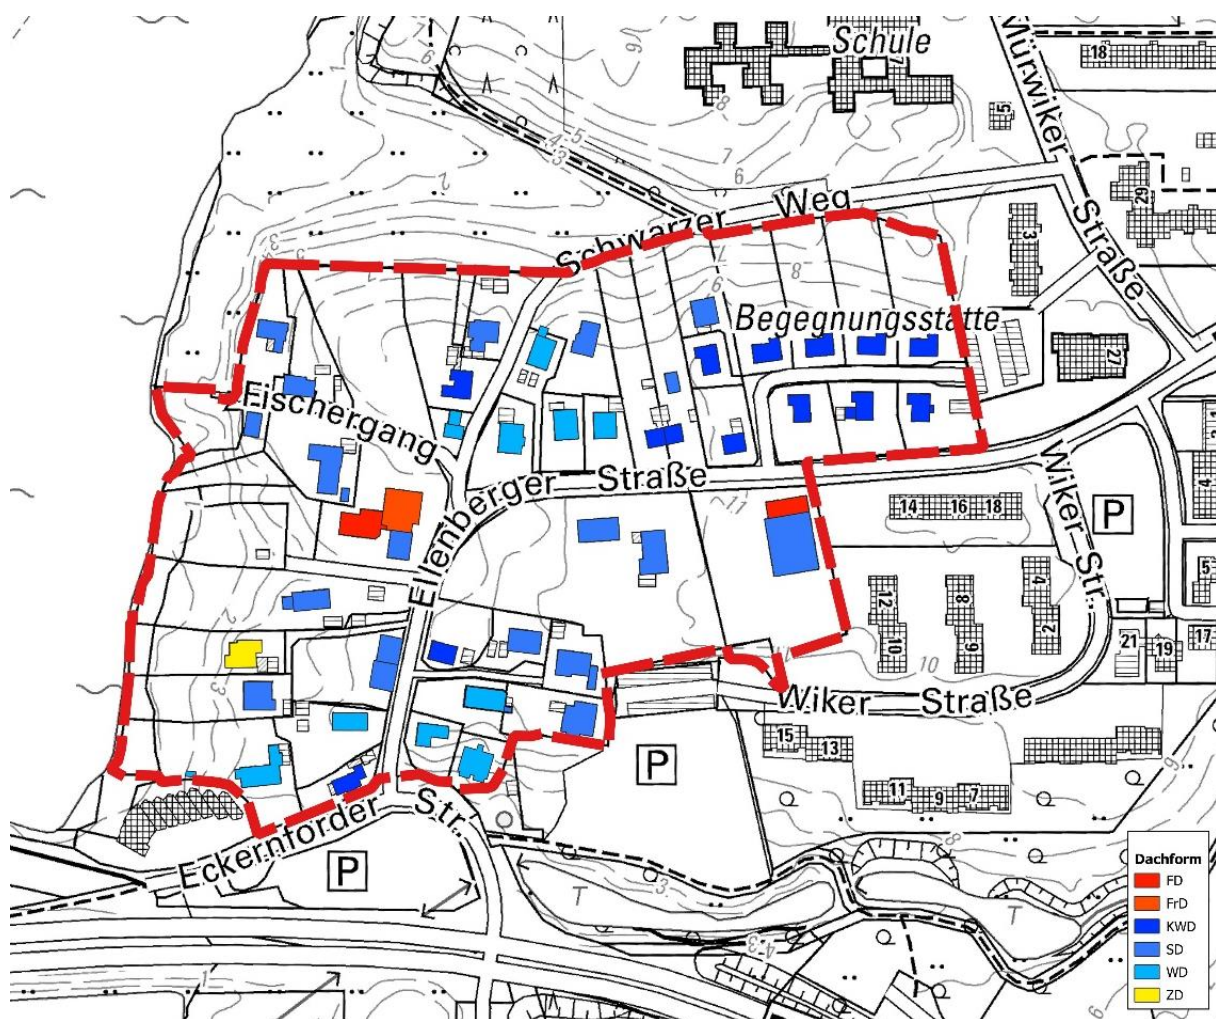 Schule
18
5
Mürwiker Straße
29
3
27
Schwarzer Weg
Begegnungsstätte
Fischergang
Ellenberger Straße
Wiker Str.
P
14 16 18
12
10
8
6
4
2
5
21
19
17
Wiker Straße
15
13
11
9
7
P
P
Eckernförder Str.
T
T
Dachform
FD
FrD
KWD
SD
WD
ZD